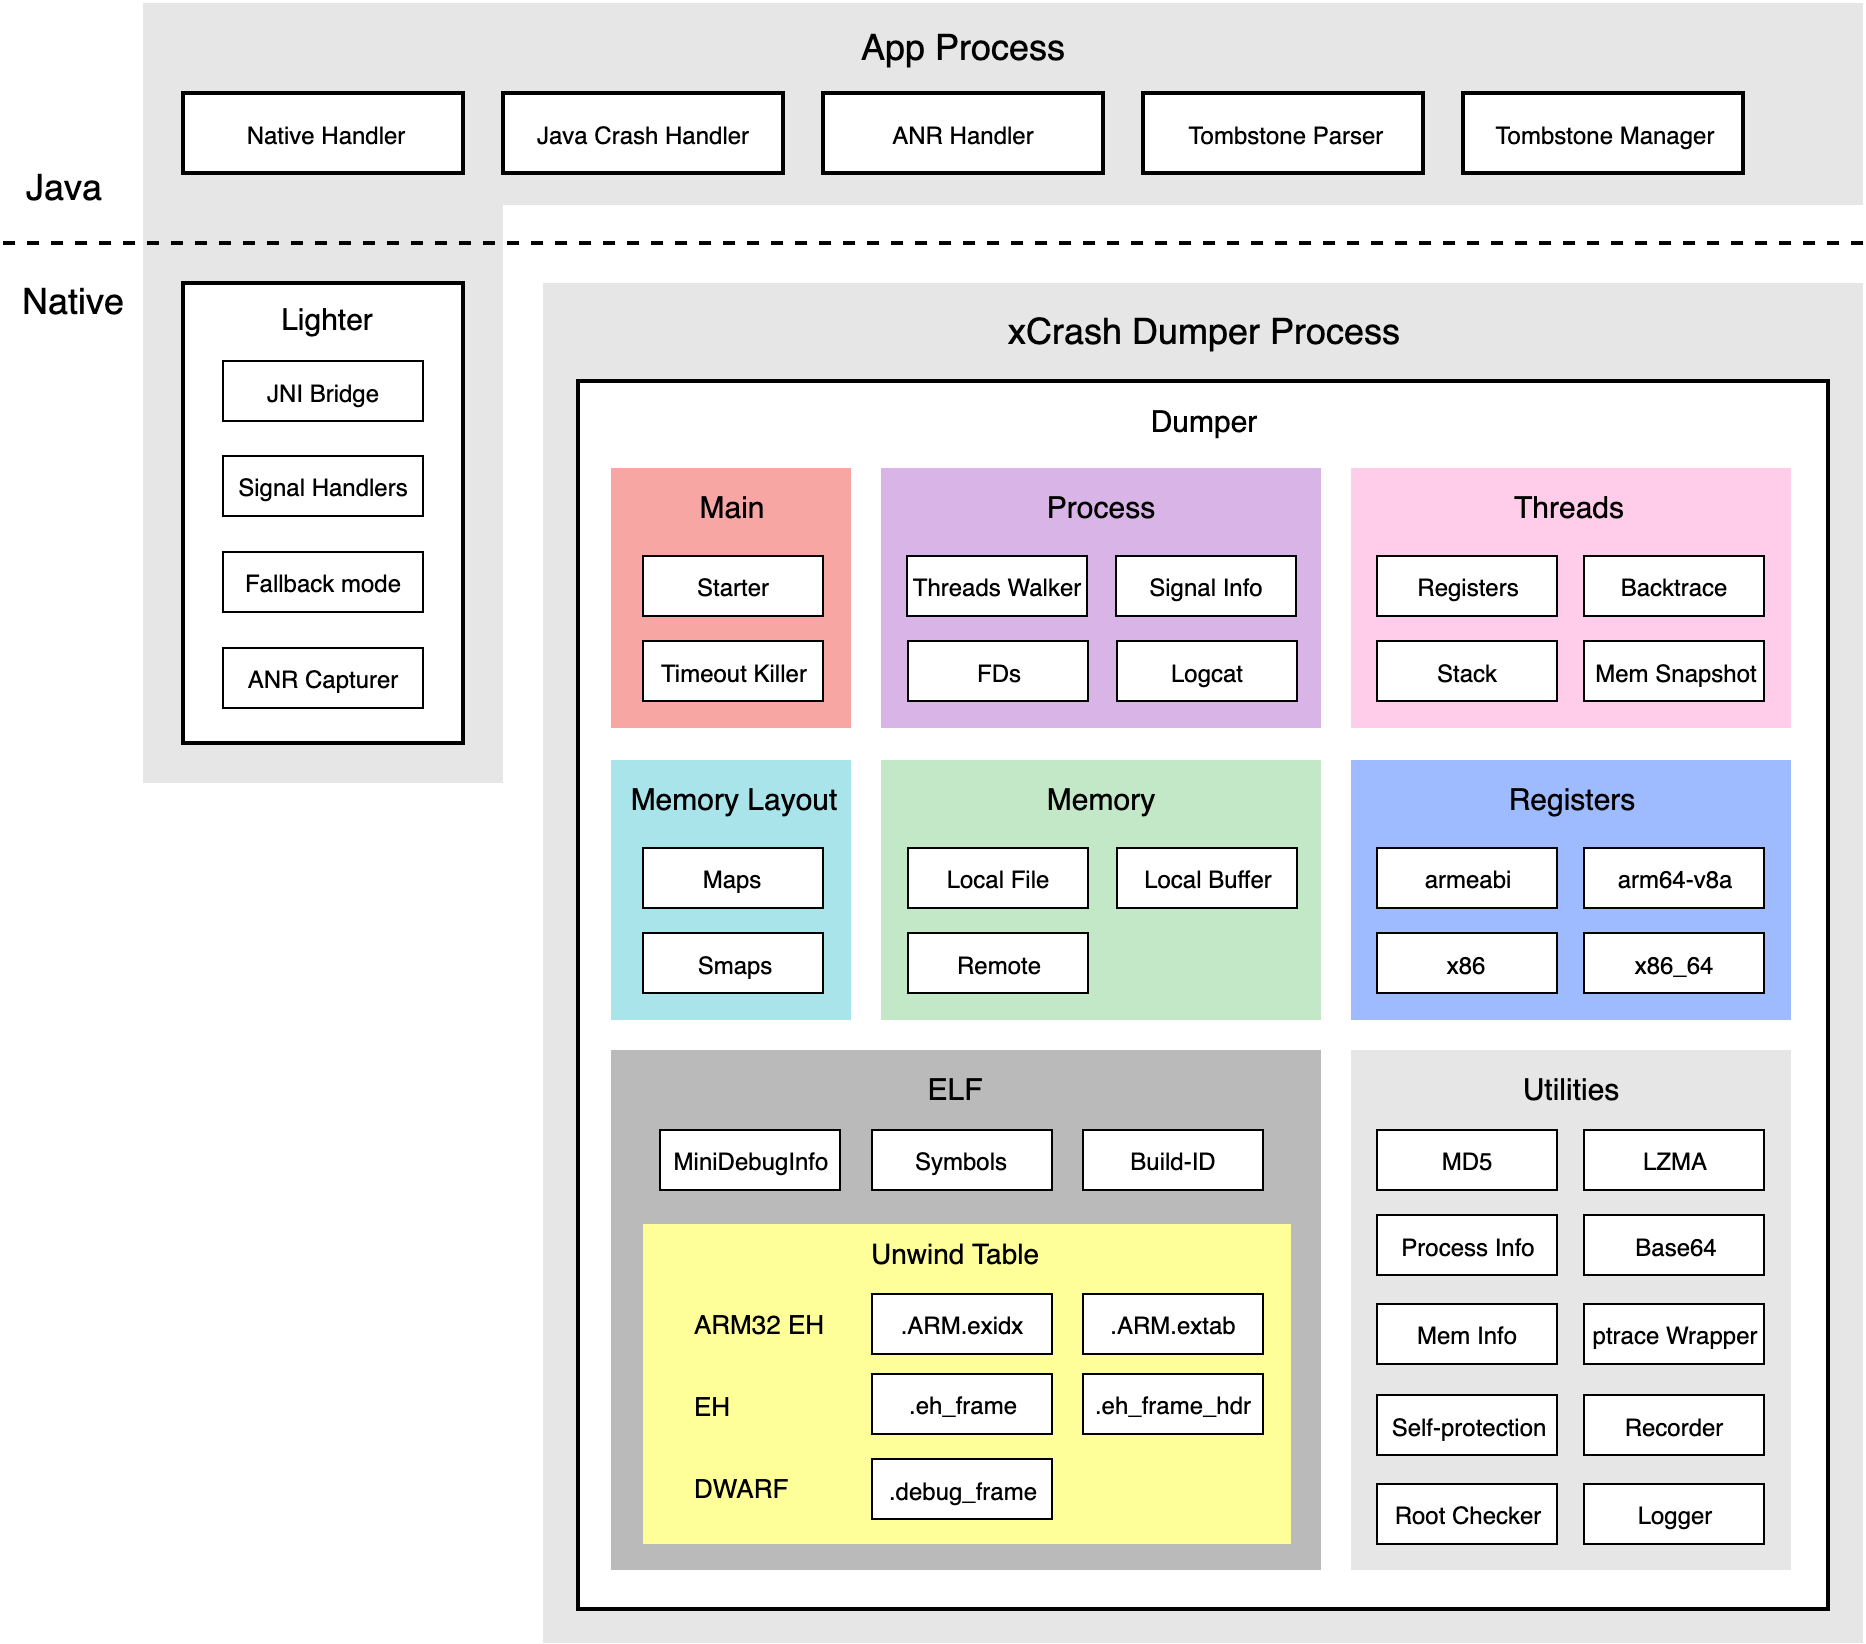 App Process
Native Handler
Java Crash Handler
ANR Handler
Tombstone Parser
Tombstone Manager
Java
Native
Lighter
JNI Bridge
Signal Handlers
Fallback mode
ANR Capturer
xCrash Dumper Process
Dumper
Main
Starter
Timeout Killer
Process
Threads Walker
Signal Info
FDs
Logcat
Threads
Registers
Backtrace
Stack
Mem Snapshot
Memory Layout
Maps
Smaps
Memory
Local File
Local Buffer
Remote
Registers
armeabi
arm64-v8a
x86
x86_64
ELF
MiniDebugInfo
Symbols
Build-ID
Unwind Table
ARM32 EH
.ARM.exidx
.ARM.extab
EH
.eh_frame
.eh_frame_hdr
DWARF
.debug_frame
Utilities
MD5
LZMA
Process Info
Base64
Mem Info
ptrace Wrapper
Self-protection
Recorder
Root Checker
Logger